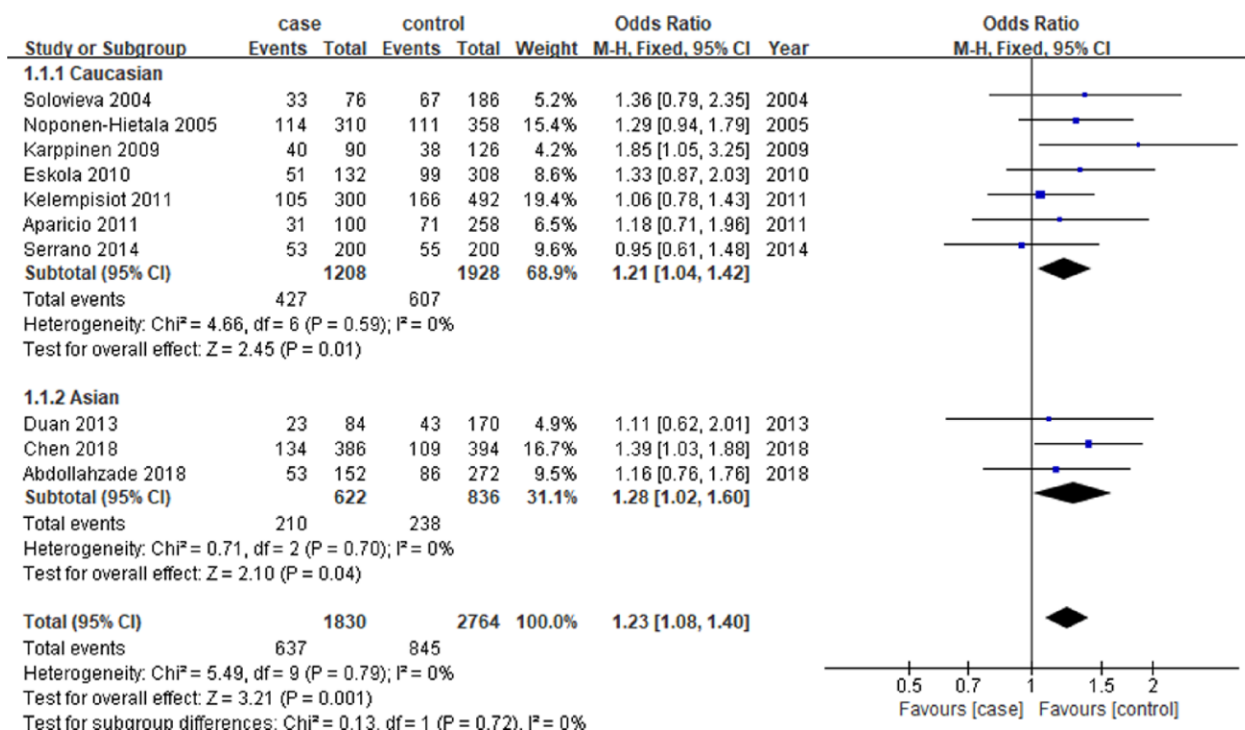 case control Odds Ratio Odds Ratio
Study or Subgroup Events Total Events Total Weight M-H, Fixed, 95% CI Year M-H, Fixed, 95% CI
1.1.1 Caucasian
Solovieva 2004 33 76 67 186 5.2% 1.36 [0.79, 2.35] 2004
Noponen-Hietala 2005 114 310 111 358 15.4% 1.29 [0.94, 1.79] 2005
Karppinen 2009 40 90 38 126 4.2% 1.85 [1.05, 3.25] 2009
Eskola 2010 51 132 99 308 8.6% 1.33 [0.87, 2.03] 2010
Kelempisiot 2011 105 300 166 492 19.4% 1.06 [0.78, 1.43] 2011
Aparicio 2011 31 100 71 258 6.6% 1.18 [0.71, 1.96] 2011
Serrano 2014 53 200 55 200 9.6% 0.95 [0.61, 1.48] 2014
Subtotal (95% CI) 1208 1928 68.9% 1.21 [1.04, 1.42]
Total events 427 607
Heterogeneity: Chi² = 4.66, df = 6 (P = 0.59); I² = 0%
Test for overall effect: Z = 2.45 (P = 0.01)
1.1.2 Asian
Duan 2013 23 84 43 170 4.9% 1.11 [0.62, 2.01] 2013
Chen 2018 134 386 109 394 16.7% 1.39 [1.03, 1.88] 2018
Abdollahzade 2018 53 152 86 272 9.5% 1.16 [0.76, 1.76] 2018
Subtotal (95% CI) 622 836 31.1% 1.28 [1.02, 1.60]
Total events 210 238
Heterogeneity: Chi² = 0.71, df = 2 (P = 0.70); I² = 0%
Test for overall effect: Z = 2.10 (P = 0.04)
Total (95% CI) 1830 2764 100.0% 1.23 [1.08, 1.40]
Total events 637 845
Heterogeneity: Chi² = 5.49, df = 9 (P = 0.79); I² = 0%
Test for overall effect: Z = 3.21 (P = 0.001)
Test for subgroup differences: Chi² = 0.13, df = 1 (P = 0.72), I² = 0%
0.5 0.7 1 1.5 2
Favours [case] Favours [control]